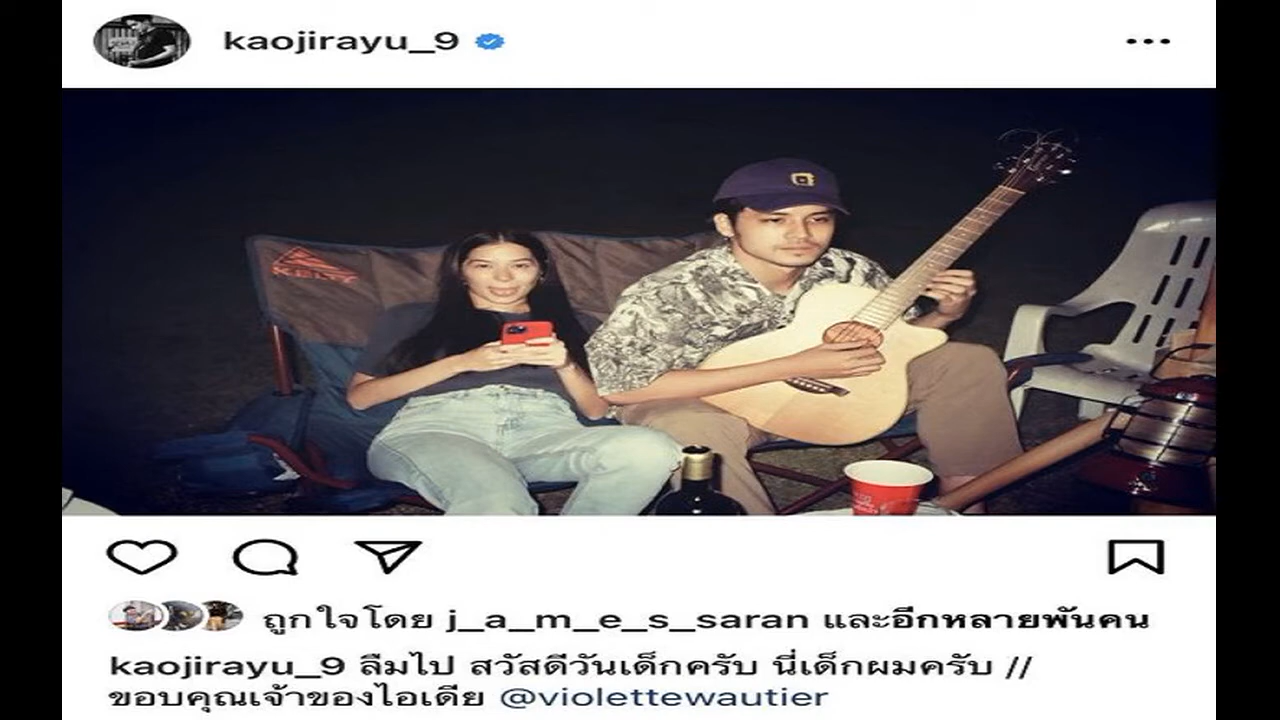 kaojirayu_9
KELTY
ถูกใจโดย j_a_m_e_s_saran และอีกหลายพันคน
kaojirayu_9 ลืมไป สวัสดีวันเด็กครับ นี่เด็กผมครับ //
ขอบคุณเจ้าของไอเดีย @violettewautier